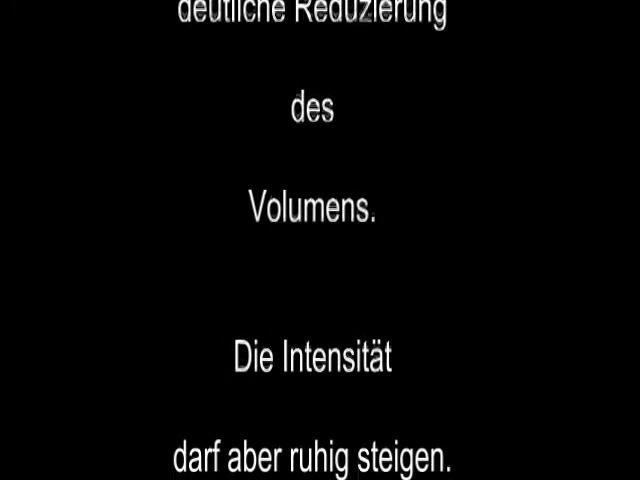 deutliche Reduzierung
des
Volumens.
Die Intensität
darf aber ruhig steigen.